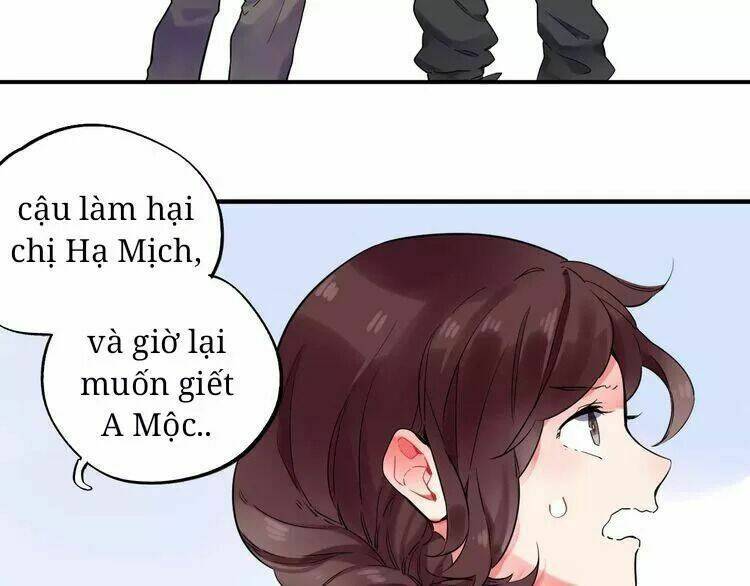 cậu làm hại
chị Hạ Mịch,
và giờ lại
muốn giết
A Mộc..